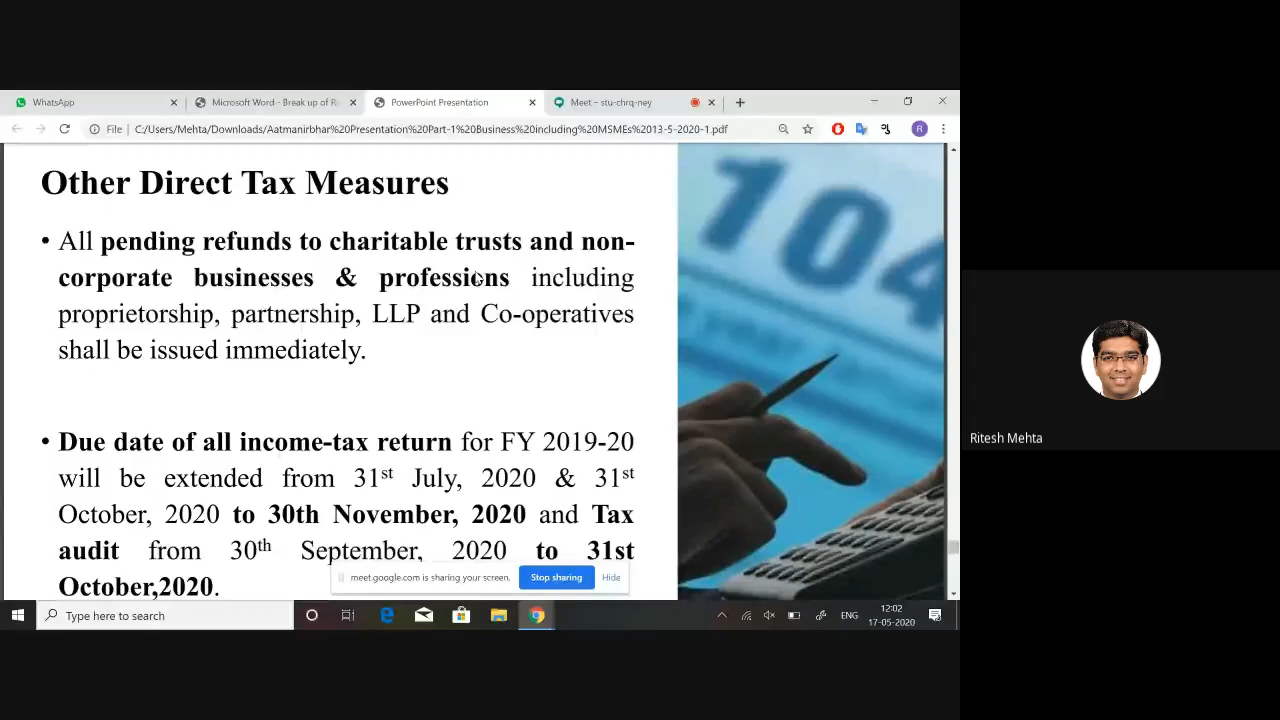 WhatsApp
Microsoft Word - Break up of R
PowerPoint Presentation
Meet – stu-chrq-ney
File
C:/Users/Mehta/Downloads/Aatmanirbhar%20Presentation%20Part-1%20Business%20including%20MSMEs%2013-5-2020-1.pdf
R
Other Direct Tax Measures
• All pending refunds to charitable trusts and non-
corporate businesses & professions including
proprietorship, partnership, LLP and Co-operatives
shall be issued immediately.
• Due date of all income-tax return for FY 2019-20
will be extended from 31st July, 2020 & 31st
October, 2020 to 30th November, 2020 and Tax
audit from 30th September, 2020 to 31st
October,2020.
104
Ritesh Mehta
meet.google.com is sharing your screen.
Stop sharing
Hide
Type here to search
ENG
12:02
17-05-2020